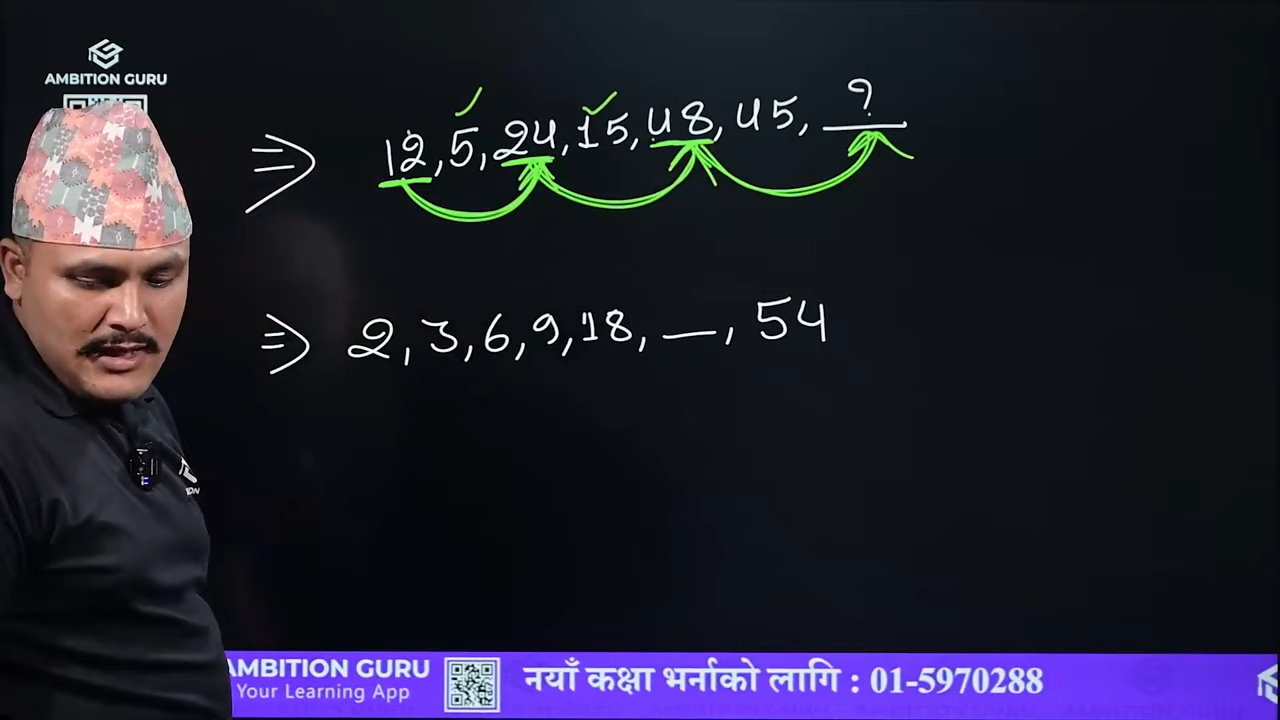 AMBITION GURU
⇒ 12, 5, 24, 15, 48, 45, ?
⇒ 2, 3, 6, 9, 18, __, 54
AMBITION GURU
Your Learning App
नयाँ कक्षा भर्नाको लागि : 01-5970288